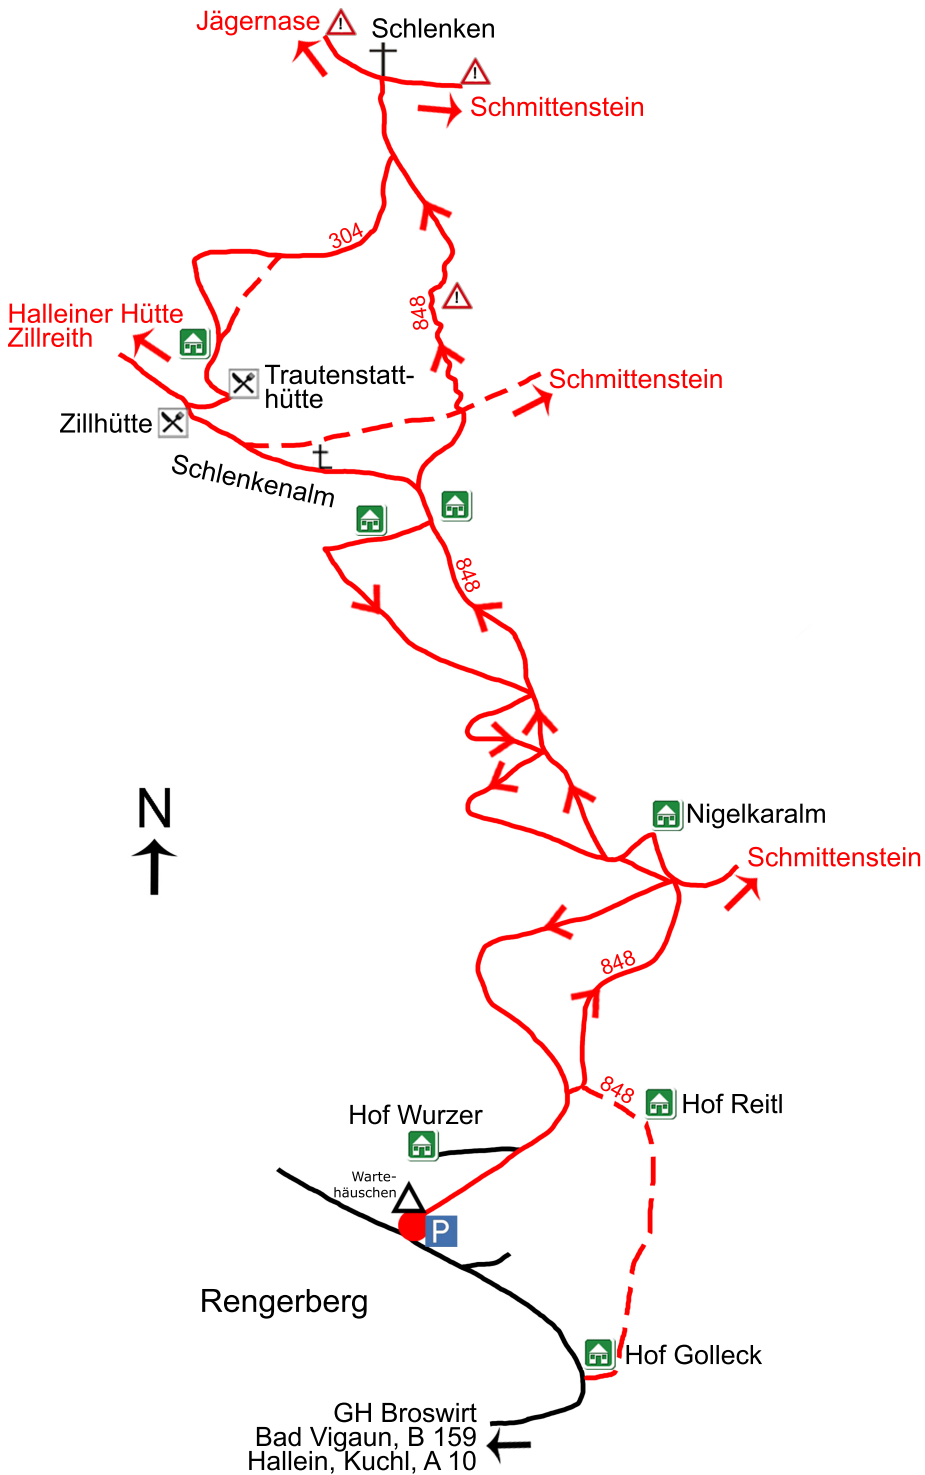 Jägernase
Schlenken
Schmittenstein
304
848
Halleiner Hütte
Zillreith
Trautenstatt-
hütte
Schmittenstein
Zillhütte
Schlenkenalm
848
N
Nigelkaralm
Schmittenstein
848
848
Hof Reitl
Hof Wurzer
Warte-
häuschen
P
Rengerberg
Hof Golleck
GH Broswirt
Bad Vigaun, B 159
Hallein, Kuchl, A 10